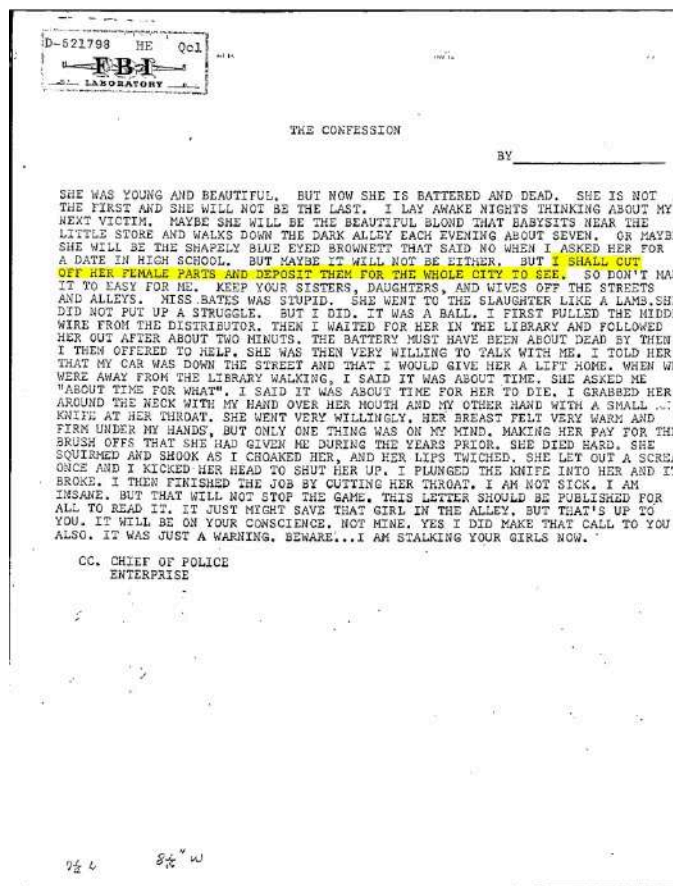 D-521798 HE Qc1
FBI
LABORATORY
THE CONFESSION
BY
SHE WAS YOUNG AND BEAUTIFUL. BUT NOW SHE IS BATTERED AND DEAD. SHE IS NOT
THE FIRST AND SHE WILL NOT BE THE LAST. I LAY AWAKE NIGHTS THINKING ABOUT MY
NEXT VICTIM. MAYBE SHE WILL BE THE BEAUTIFUL BLOND THAT BABYSITS NEAR THE
LITTLE STORE AND WALKS DOWN THE DARK ALLEY EACH EVENING ABOUT SEVEN. OR MAYBE
SHE WILL BE THE SHAPELY BLUE EYED BROWNETT THAT SAID NO WHEN I ASKED HER FOR
A DATE IN HIGH SCHOOL. BUT MAYBE IT WILL NOT BE EITHER. BUT I SHALL CUT
OFF HER FEMALE PARTS AND DEPOSIT THEM FOR THE WHOLE CITY TO SEE. SO DON'T MA
IT TO EASY FOR ME. KEEP YOUR SISTERS, DAUGHTERS, AND WIVES OFF THE STREETS
AND ALLEYS. MISS BATES WAS STUPID. SHE WENT TO THE SLAUGHTER LIKE A LAMB.SHE
DID NOT PUT UP A STRUGGLE. BUT I DID. IT WAS A BALL. I FIRST PULLED THE MIDD
WIRE FROM THE DISTRIBUTOR. THEN I WAITED FOR HER IN THE LIBRARY AND FOLLOWED
HER OUT AFTER ABOUT TWO MINUTS. THE BATTERY MUST HAVE BEEN ABOUT DEAD BY THEN
I THEN OFFERED TO HELP. SHE WAS THEN VERY WILLING TO TALK WITH ME. I TOLD HER
THAT MY CAR WAS DOWN THE STREET AND THAT I WOULD GIVE HER A LIFT HOME. WHEN W
WERE AWAY FROM THE LIBRARY WALKING, I SAID IT WAS ABOUT TIME. SHE ASKED ME
"ABOUT TIME FOR WHAT". I SAID IT WAS ABOUT TIME FOR HER TO DIE. I GRABBED HER
AROUND THE NECK WITH MY HAND OVER HER MOUTH AND MY OTHER HAND WITH A SMALL
KNIFE AT HER THROAT. SHE WENT VERY WILLINGLY. HER BREAST FELT VERY WARM AND
FIRM UNDER MY HANDS, BUT ONLY ONE THING WAS ON MY MIND. MAKING HER PAY FOR THE
BRUSH OFFS THAT SHE HAD GIVEN ME DURING THE YEARS PRIOR. SHE DIED HARD. SHE
SQUIRMED AND SHOOK AS I CHOAKED HER, AND HER LIPS TWICHED. SHE LET OUT A SCREA
ONCE AND I KICKED HER HEAD TO SHUT HER UP. I PLUNGED THE KNIFE INTO HER AND IT
BROKE. I THEN FINISHED THE JOB BY CUTTING HER THROAT. I AM NOT SICK. I AM
INSANE. BUT THAT WILL NOT STOP THE GAME. THIS LETTER SHOULD BE PUBLISHED FOR
ALL TO READ IT. IT JUST MIGHT SAVE THAT GIRL IN THE ALLEY. BUT THAT'S UP TO
YOU. IT WILL BE ON YOUR CONSCIENCE. NOT MINE. YES I DID MAKE THAT CALL TO YOU
ALSO. IT WAS JUST A WARNING. BEWARE...I AM STALKING YOUR GIRLS NOW.
CC. CHIEF OF POLICE
ENTERPRISE